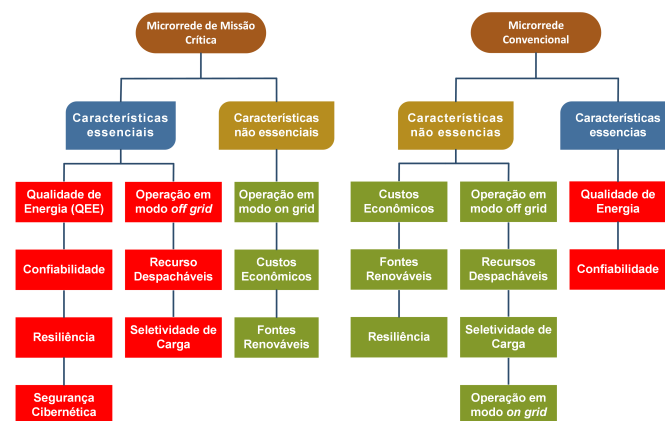 Microrrede de Missão
Crítica
Microrrede
Convencional
Características
essenciais
Características
não essenciais
Características
não essencias
Características
essencias
Qualidade de
Energia (QEE)
Operação em
modo off grid
Operação em
modo on grid
Custos
Econômicos
Operação em
modo off grid
Qualidade de
Energia
Confiabilidade
Recurso
Despacháveis
Custos
Econômicos
Fontes
Renováveis
Recursos
Despacháveis
Confiabilidade
Resiliência
Seletividade de
Carga
Fontes
Renováveis
Resiliência
Seletividade de
Carga
Segurança
Cibernética
Operação em
modo on grid